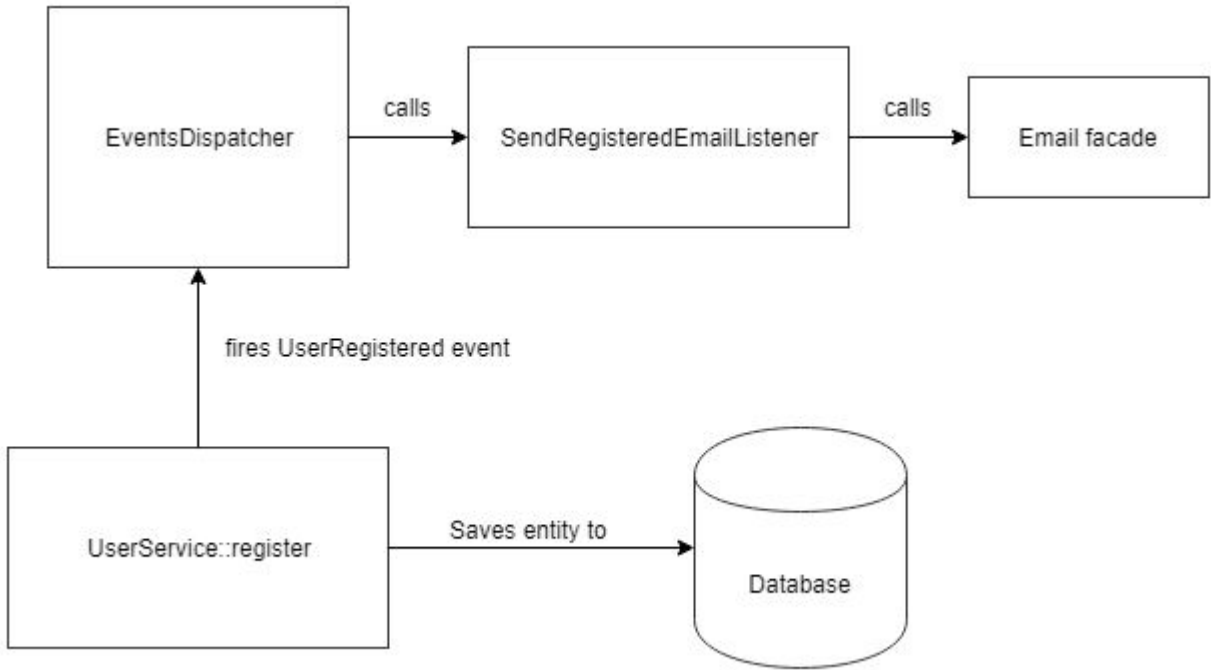 EventsDispatcher
calls
SendRegisteredEmailListener
calls
Email facade
fires UserRegistered event
UserService::register
Saves entity to
Database